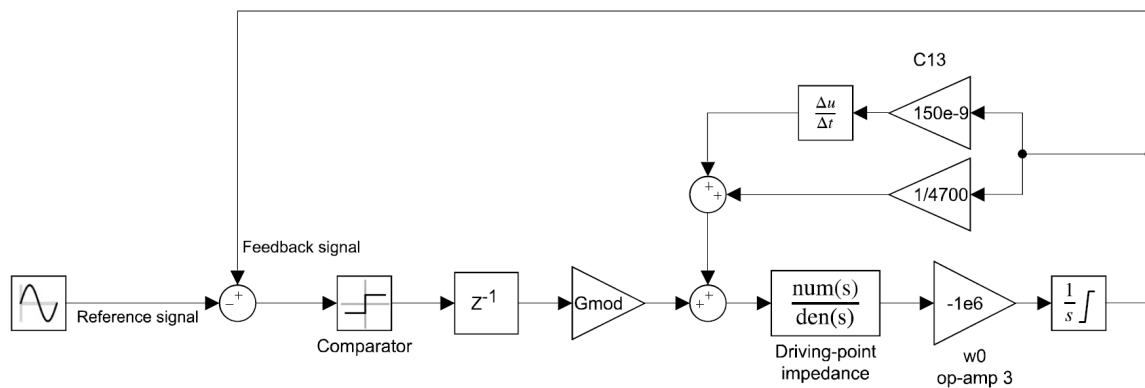 C13
Δu
Δt
150e-9
+
+
1/4700
Feedback signal
+
−
Reference signal
Comparator
Z-1
Gmod
+
+
num(s)
den(s)
Driving-point
impedance
-1e6
w0
op-amp 3
1
s